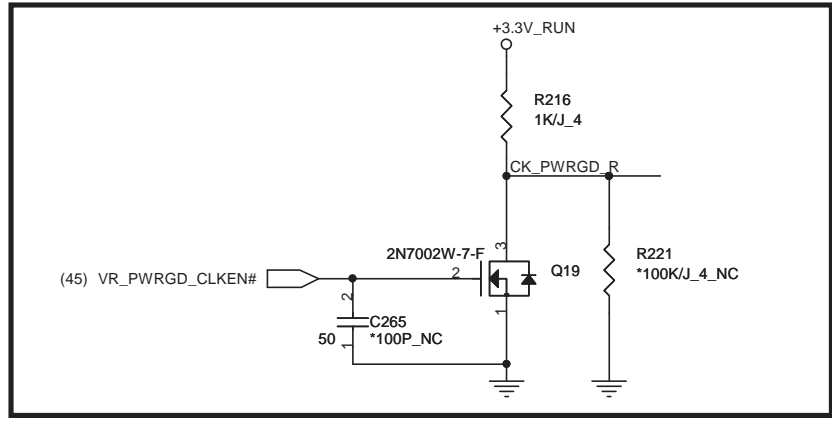 +3.3V_RUN
R216
1K/J_4
CK_PWRGD_R
3
2N7002W-7-F
2
Q19
R221
*100K/J_4_NC
(45) VR_PWRGD_CLKEN#
2
1
C265
50
*100P_NC
1